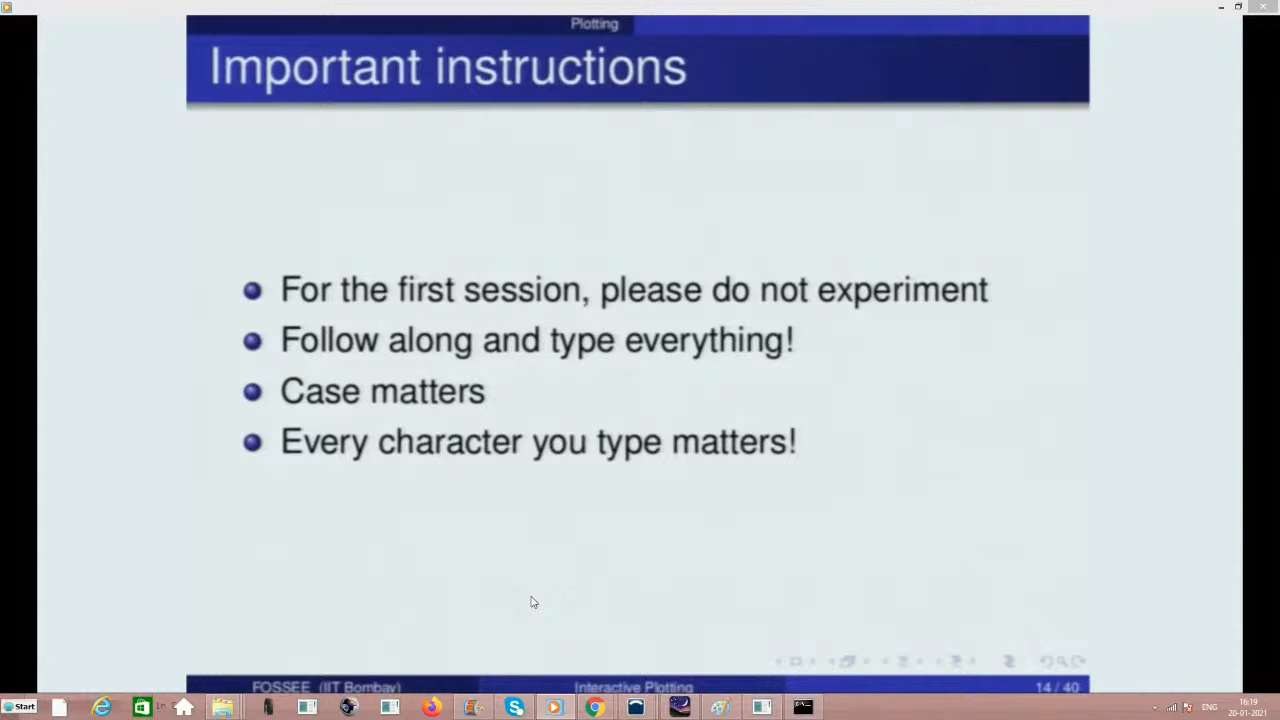 Plotting
Important instructions
For the first session, please do not experiment
Follow along and type everything!
Case matters
Every character you type matters!
FOSSEE (IIT Bombay)
Interactive Plotting
14 / 40
Start
ENG
16:19
20-01-2021